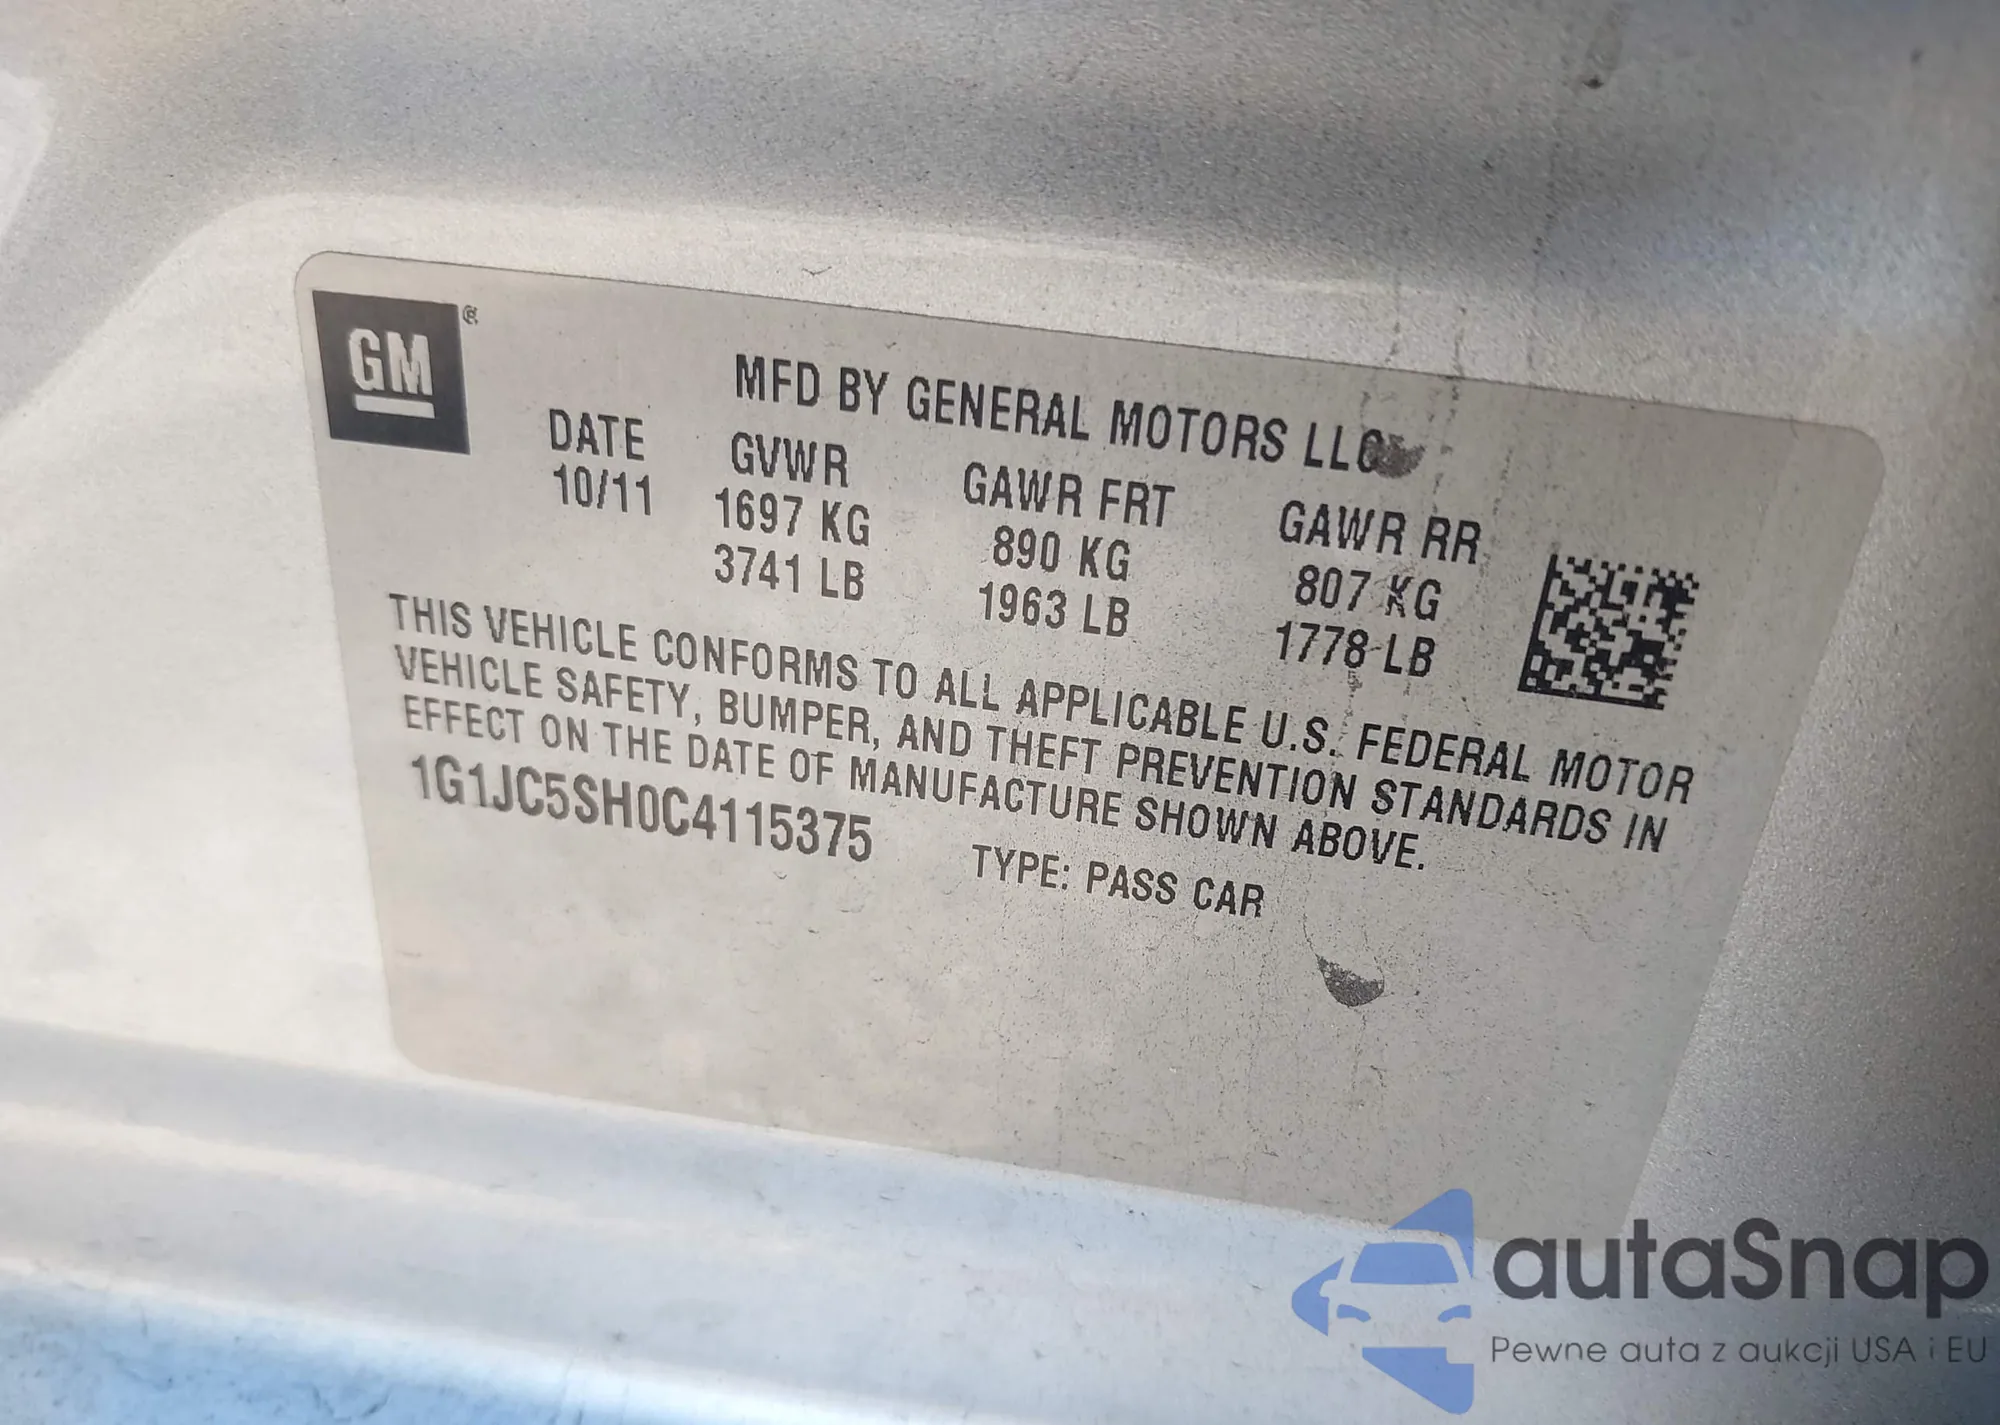 GM ®
MFD BY GENERAL MOTORS LLC
DATE GVWR GAWR FRT GAWR RR
10/11 1697 KG 890 KG 807 KG
3741 LB 1963 LB 1778 LB
THIS VEHICLE CONFORMS TO ALL APPLICABLE U.S. FEDERAL MOTOR
VEHICLE SAFETY, BUMPER, AND THEFT PREVENTION STANDARDS IN
EFFECT ON THE DATE OF MANUFACTURE SHOWN ABOVE.
1G1JC5SH0C4115375 TYPE: PASS CAR
autaSnap
Pewne auta z aukcji USA i EU